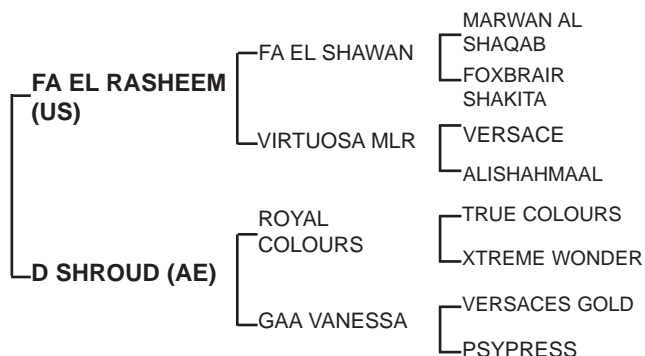 MARWAN AL
SHAQAB
FA EL SHAWAN
FOXBRAIR
SHAKITA
FA EL RASHEEM
(US)
VERSACE
VIRTUOSA MLR
ALISHAHMAAL
TRUE COLOURS
ROYAL
COLOURS
XTREME WONDER
D SHROUD (AE)
VERSACES GOLD
GAA VANESSA
PSYPRESS